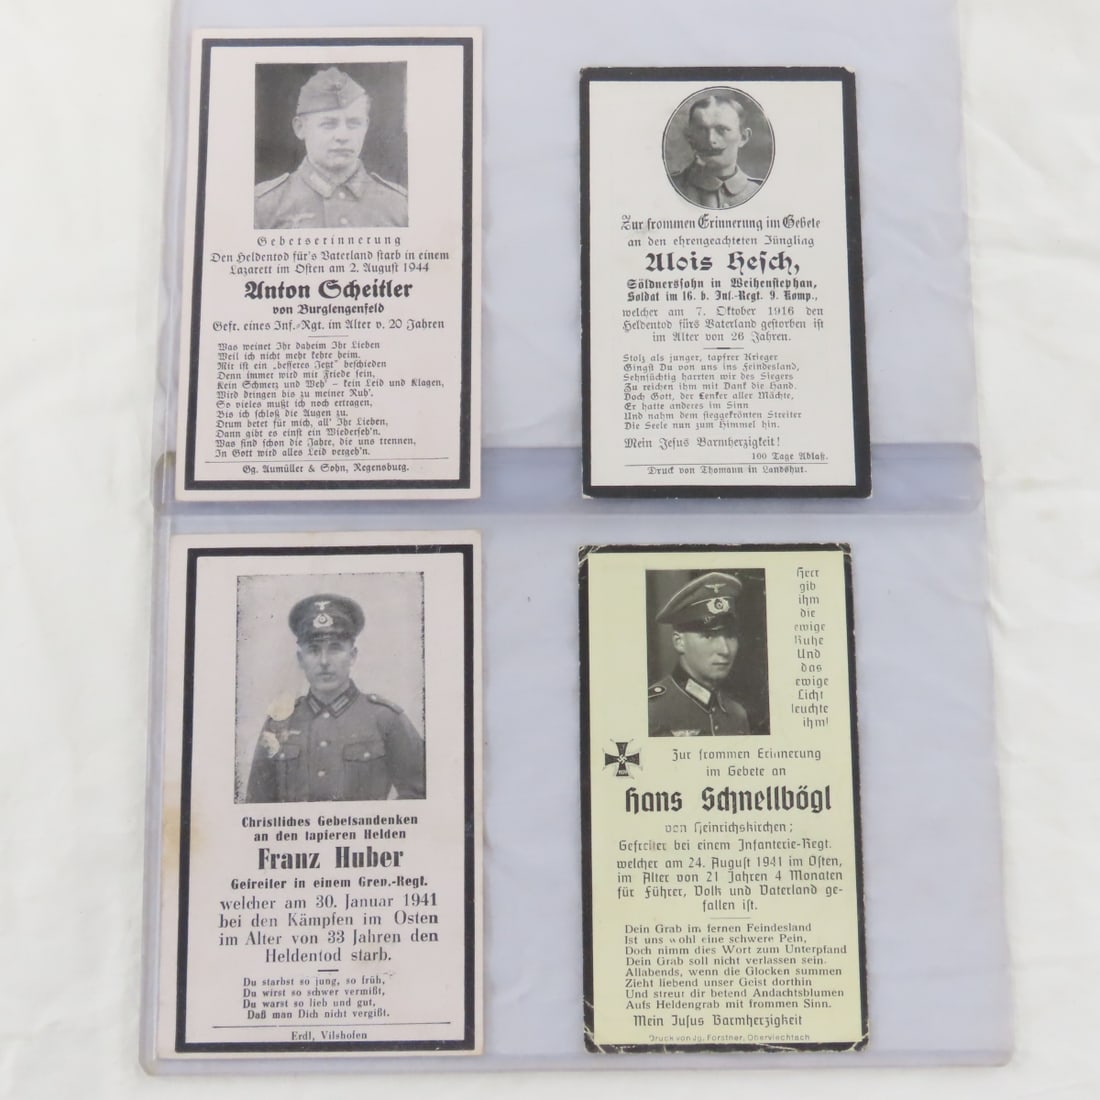 Gebetserinnerung
Den Heldentod für's Vaterland starb in einem
Lazarett im Osten am 2. August 1944
Anton Scheitler
von Burglengenfeld
Gefr. eines Inf.-Rgt. im Alter v. 20 Jahren
Was weinet Ihr daheim Ihr Lieben
Weil ich nicht mehr kehre heim.
Mir ist ein „besseres Jetzt" beschieden
Denn immer wird mir Friede sein,
Kein Schmerz und Weh' – kein Leid und Klagen,
Wird dringen bis zu meiner Ruh'.
So vieles mußt ich noch ertragen,
Bis ich schloß die Augen zu.
Drum betet für mich, all' Ihr Lieben,
Dann gibt es einst ein Wiederseh'n.
Was sind schon die Jahre, die uns trennen,
In Gott wird alles Leid vergeh'n.
Gg. Aumüller & Sohn, Regensburg.
Zur frommen Erinnerung im Gebete
an den ehrengeachteten Jüngling
Alois Hesch,
Söldnerssohn in Weihenstephan,
Soldat im 16. b. Inf.-Regt. 9. Komp.,
welcher am 7. Oktober 1916 den
Heldentod fürs Vaterland gestorben ist
im Alter von 26 Jahren.
Stolz als junger, tapfrer Krieger
Gingst Du von uns ins Feindesland,
Sehnsüchtig harrten wir des Sieges
Zu reichen ihm mit Dank die Hand.
Doch Gott, der Lenker aller Mächte,
Er hatte anderes im Sinn
Und nahm dem sieggekrönten Streiter
Die Seele nun zum Himmel hin.
Mein Jesus Barmherzigkeit!
100 Tage Ablaß.
Druck von Thomann in Landshut.
Christliches Gebetsandenken
an den tapferen Helden
Franz Huber
Gefreiter in einem Gren.-Regt.
welcher am 30. Januar 1941
bei den Kämpfen im Osten
im Alter von 33 Jahren den
Heldentod starb.
Du starbst so jung, so früh,
Du wirst so schwer vermißt,
Du warst so lieb und gut,
Daß man Dich nicht vergißt.
Erdl, Vilshofen
Herr
gib
ihm
die
ewige
Ruhe
Und
das
ewige
Licht
leuchte
ihm!
Zur frommen Erinnerung
im Gebete an
Hans Schnellbögl
von Heinrichskirchen;
Gefreiter bei einem Infanterie-Regt.
welcher am 24. August 1941 im Osten,
im Alter von 21 Jahren 4 Monaten
für Führer, Volk und Vaterland ge-
fallen ist.
Dein Grab im fernen Feindesland
Ist uns wohl eine schwere Pein,
Doch nimm dies Wort zum Unterpfand
Dein Grab soll nicht verlassen sein.
Allabends, wenn die Glocken summen
Zieht liebend unser Geist dorthin
Und streut dir betend Andachtsblumen
Aufs Heldengrab mit frommen Sinn.
Mein Jusus Barmherzigkeit
Druck von Jg. Forstner, Oberviechtach